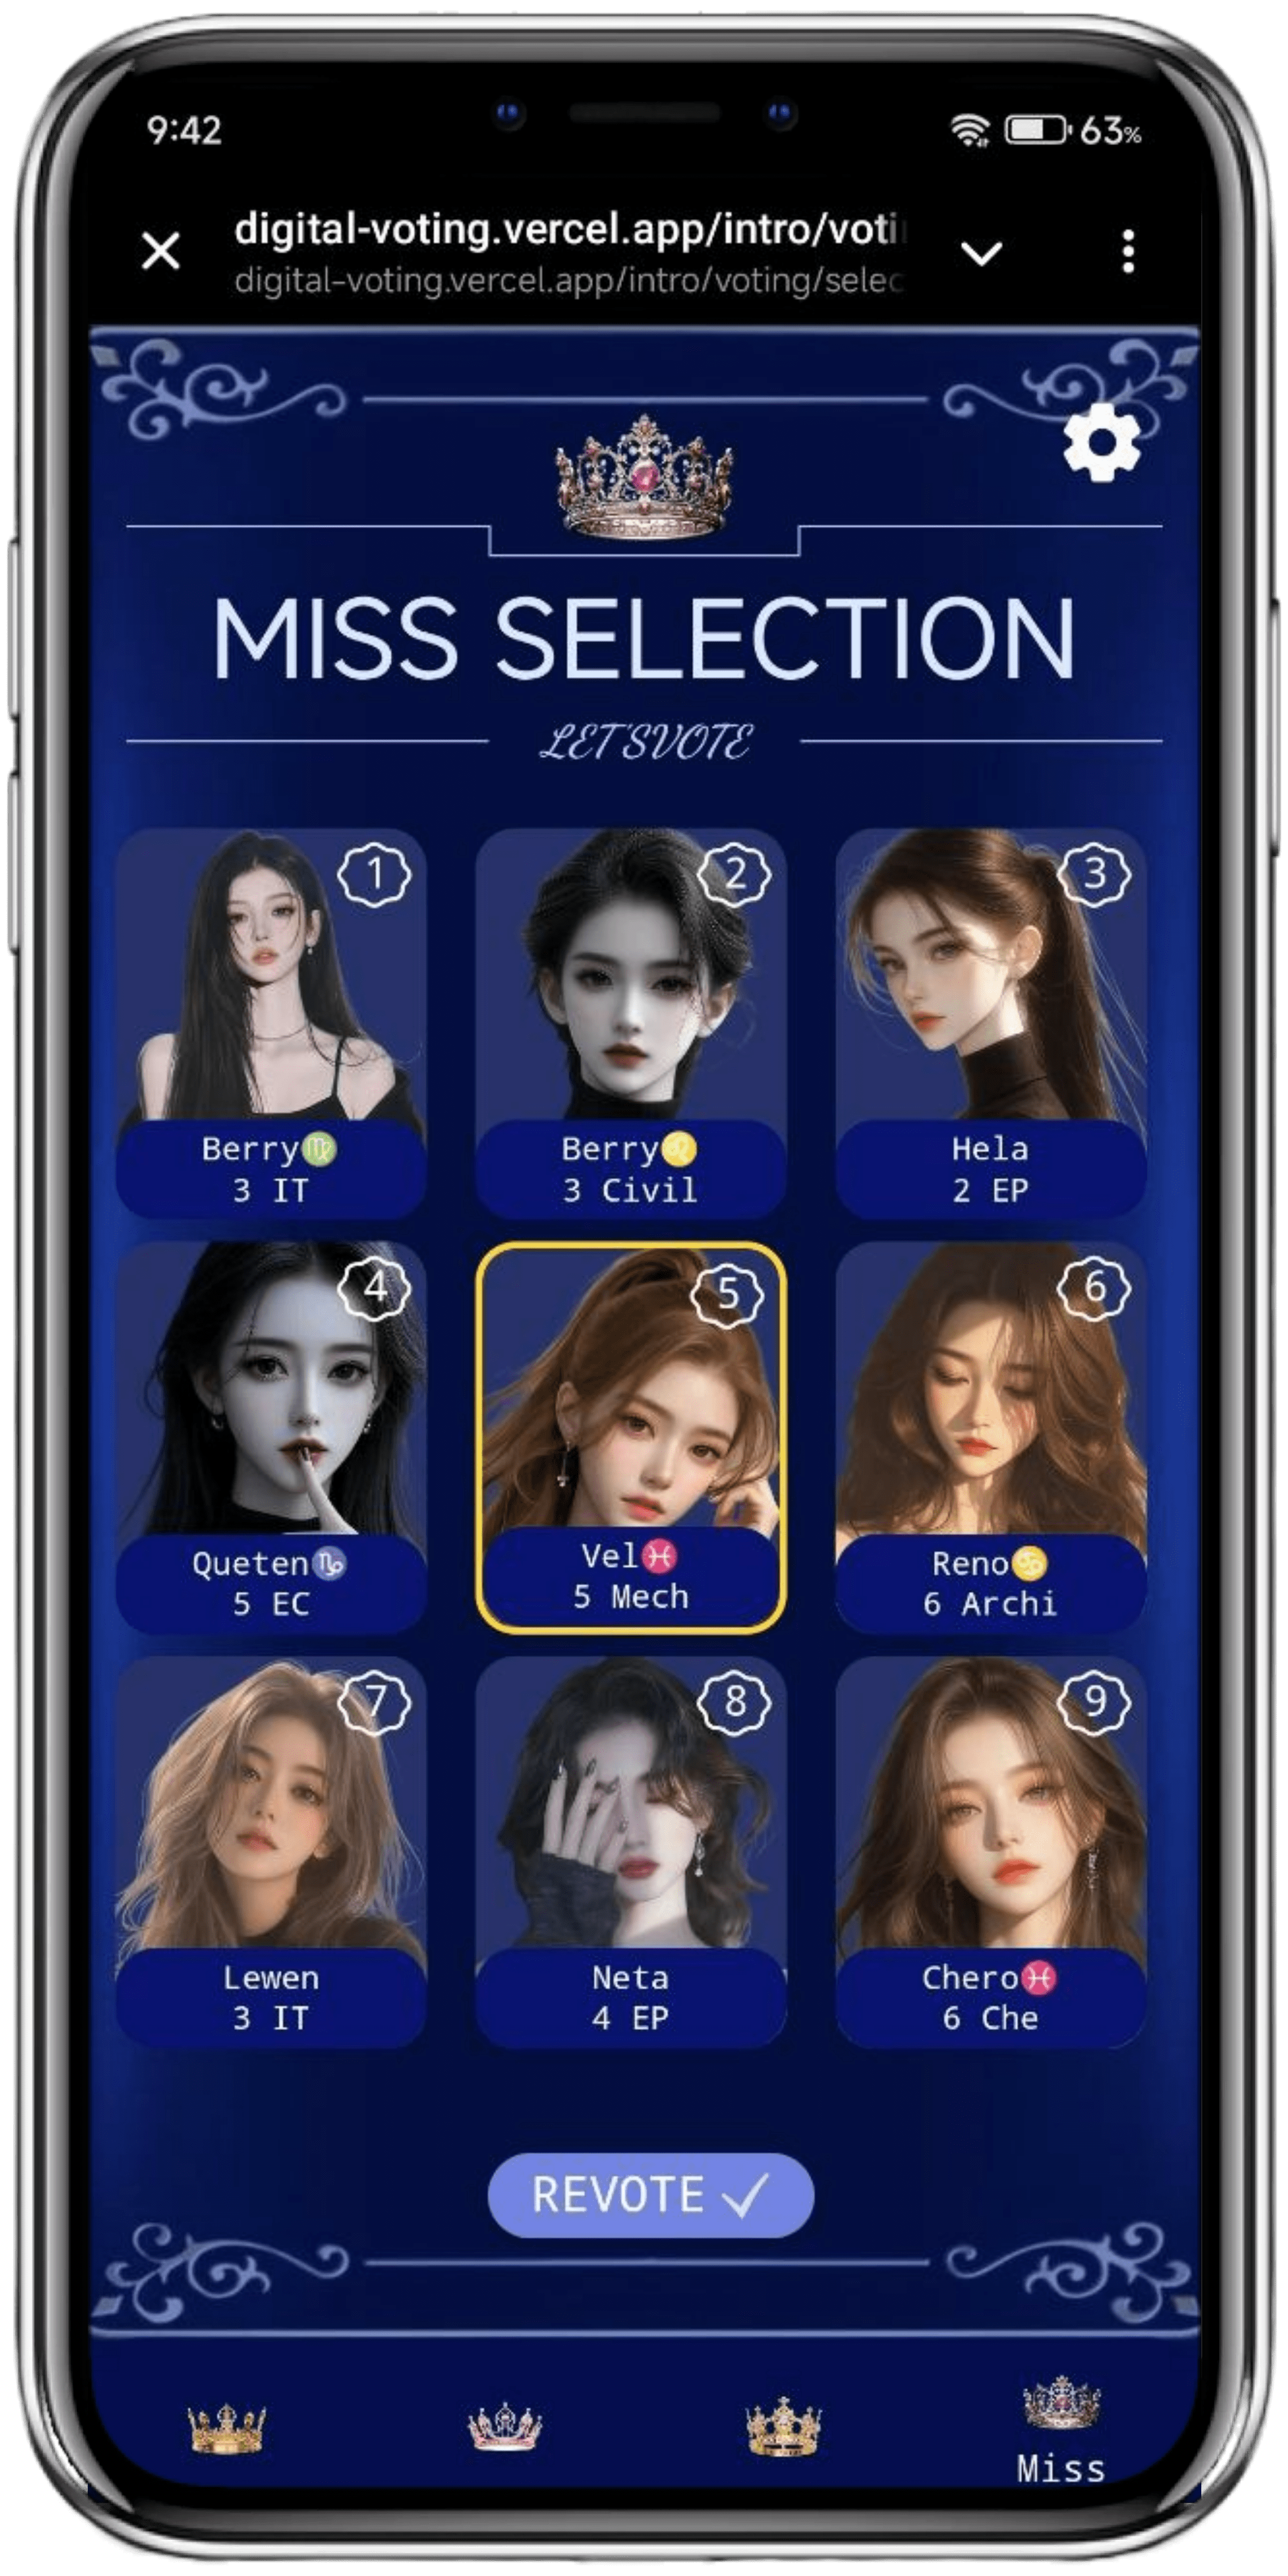 9:42
63%
digital-voting.vercel.app/intro/voti
digital-voting.vercel.app/intro/voting/selec
MISS SELECTION
LET'SVOTE
1
2
3
Berry♍
Berry♌
Hela
3 IT
3 Civil
2 EP
4
5
6
Queten♑
Vel♓
Reno♋
5 EC
5 Mech
6 Archi
7
8
9
Lewen
Neta
Chero♓
3 IT
4 EP
6 Che
REVOTE ✓
Miss